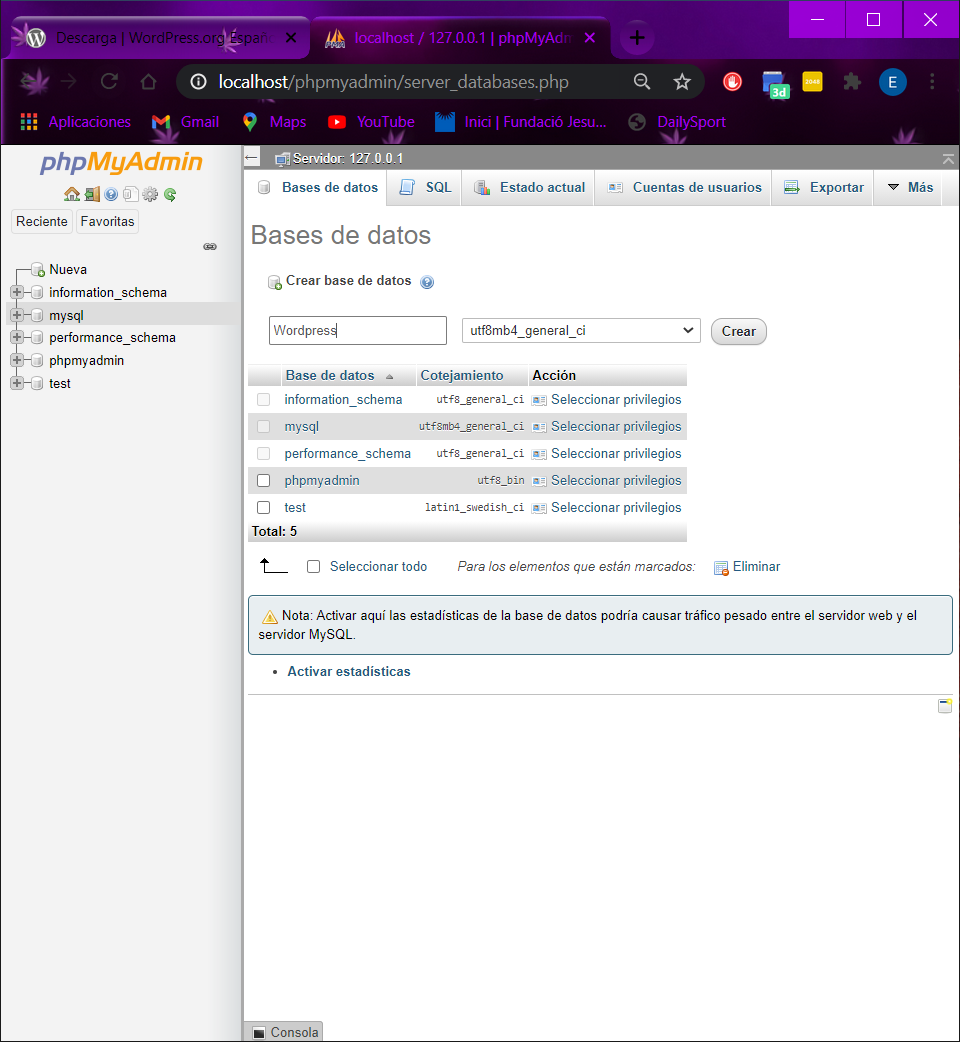 Descarga | WordPress.org Españ
localhost / 127.0.0.1 | phpMyAdm
localhost/phpmyadmin/server_databases.php
3d
2048
E
Aplicaciones
Gmail
Maps
YouTube
Inici | Fundació Jesu...
DailySport
phpMyAdmin
Reciente
Favoritas
Nueva
information_schema
mysql
performance_schema
phpmyadmin
test
Servidor: 127.0.0.1
Bases de datos
SQL
Estado actual
Cuentas de usuarios
Exportar
Más
Bases de datos
Crear base de datos
Wordpress
utf8mb4_general_ci
Crear
Base de datos Cotejamiento Acción
information_schema utf8_general_ci Seleccionar privilegios
mysql utf8mb4_general_ci Seleccionar privilegios
performance_schema utf8_general_ci Seleccionar privilegios
phpmyadmin utf8_bin Seleccionar privilegios
test latin1_swedish_ci Seleccionar privilegios
Total: 5
Seleccionar todo
Para los elementos que están marcados:
Eliminar
Nota: Activar aquí las estadísticas de la base de datos podría causar tráfico pesado entre el servidor web y el
servidor MySQL.
• Activar estadísticas
Consola